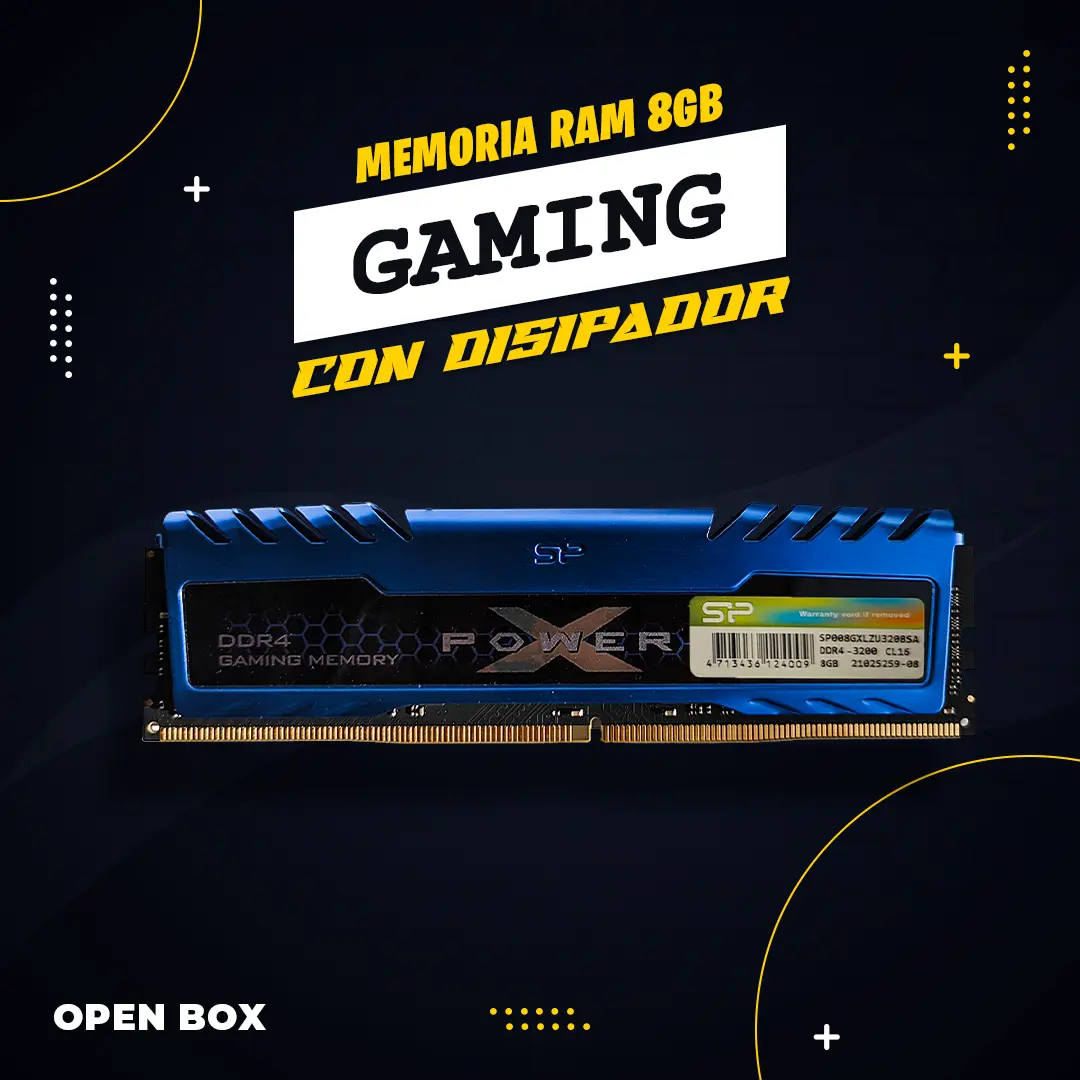 MEMORIA RAM 8GB
GAMING
CON DISIPADOR
SP
DDR4
GAMING MEMORY
XPOWER
SP
Warranty void if removed
SP008GXLZU320BSA
DDR4-3200 CL16
4 713436 124009
8GB 21025259-08
OPEN BOX